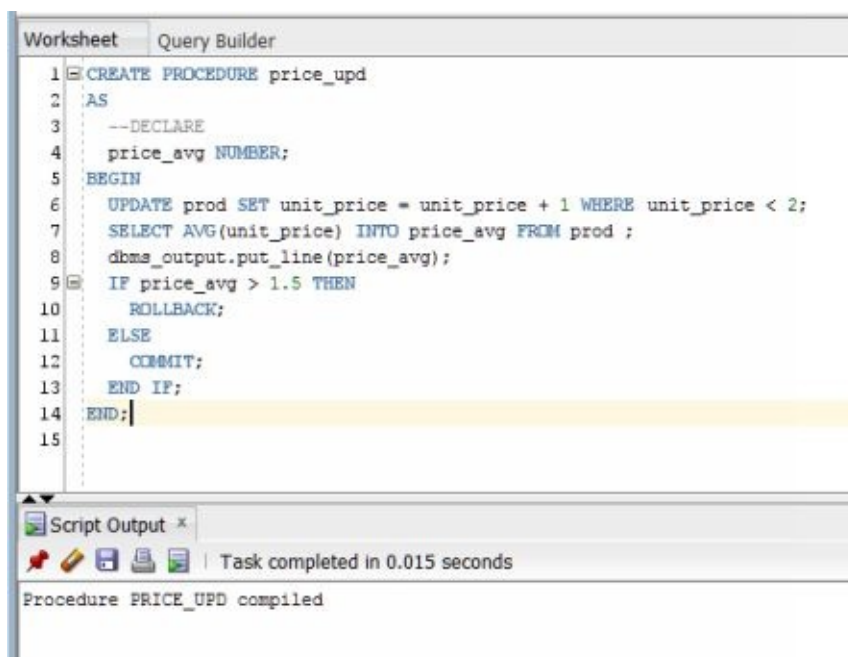 Worksheet Query Builder
1 CREATE PROCEDURE price_upd
2 AS
3 --DECLARE
4 price_avg NUMBER;
5 BEGIN
6 UPDATE prod SET unit_price = unit_price + 1 WHERE unit_price < 2;
7 SELECT AVG(unit_price) INTO price_avg FROM prod ;
8 dbms_output.put_line(price_avg);
9 IF price_avg > 1.5 THEN
10 ROLLBACK;
11 ELSE
12 COMMIT;
13 END IF;
14 END;
15
Script Output ×
Task completed in 0.015 seconds
Procedure PRICE_UPD compiled